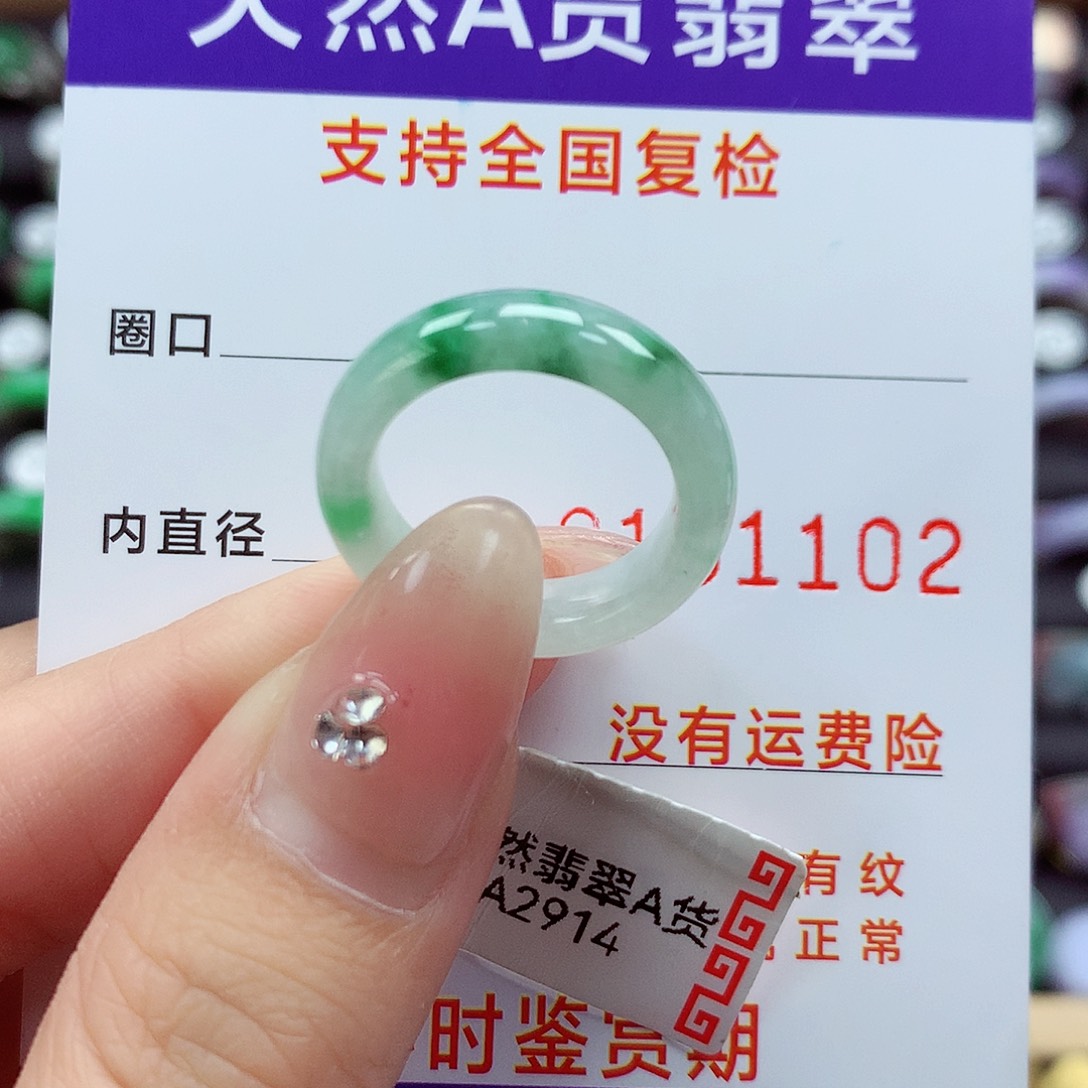 天然A货翡翠
支持全国复检
圈口
内直径
1102
没有运费险
然翡翠A货
A2914
有纹
正常
时鉴赏期